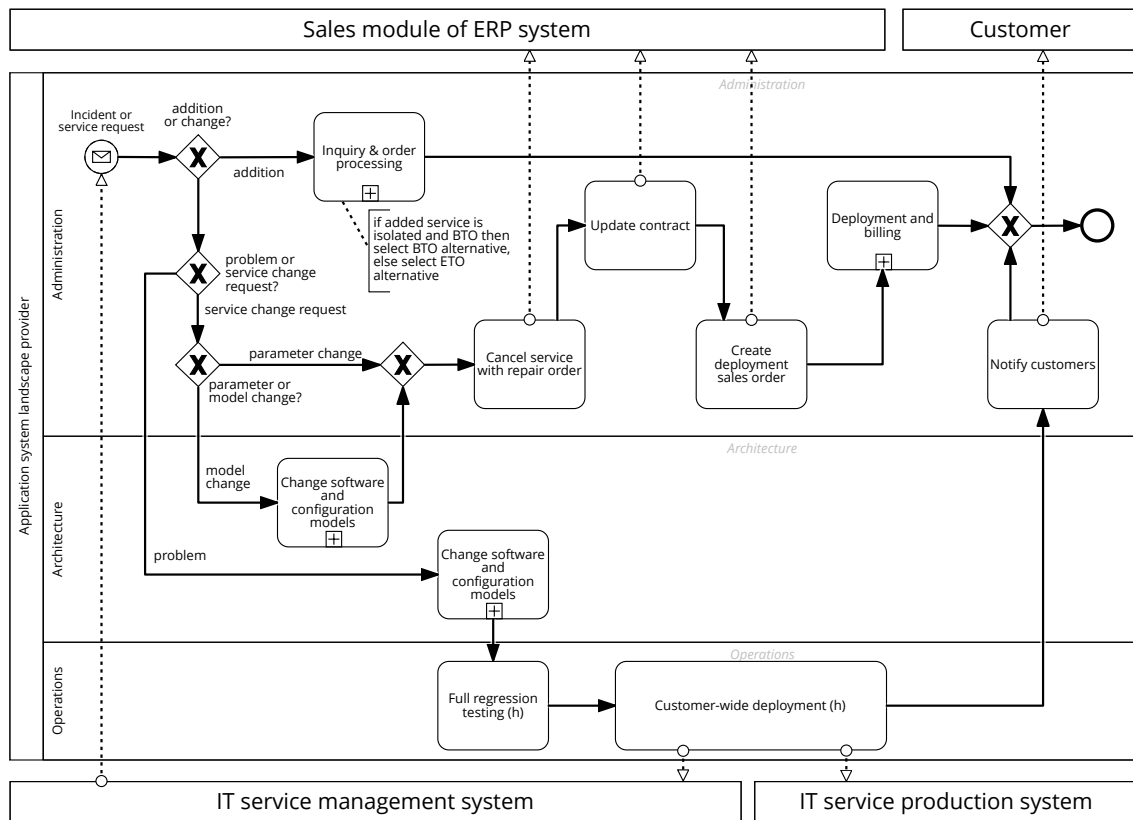 Sales module of ERP system
Customer
Application system landscape provider
Administration
Administration
Incident or
service request
addition
or change?
addition
Inquiry & order
processing
if added service is
isolated and BTO then
select BTO alternative,
else select ETO
alternative
problem or
service change
request?
service change request
parameter change
parameter or
model change?
Cancel service
with repair order
Update contract
Create
deployment
sales order
Deployment and
billing
Notify customers
Architecture
Architecture
model
change
Change software
and
configuration
models
problem
Change software
and
configuration
models
Operations
Operations
Full regression
testing (h)
Customer-wide deployment (h)
IT service management system
IT service production system